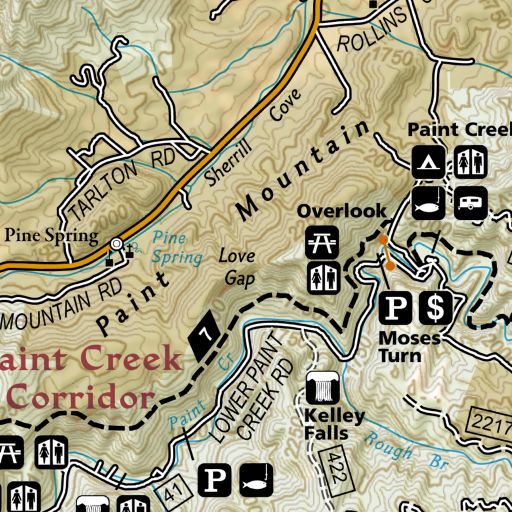 ROLLINS
1750
Cove
Sherrill
Mountain
Paint Creek
TARLTON RD
Overlook
Pine Spring
Pine
Spring
Love
Gap
MOUNTAIN RD
Paint
P $
Moses
Turn
7
aint Creek
Corridor
LOWER PAINT
CREEK RD
Paint Cr
Kelley
Falls
2217
Rough Br
422
P
41